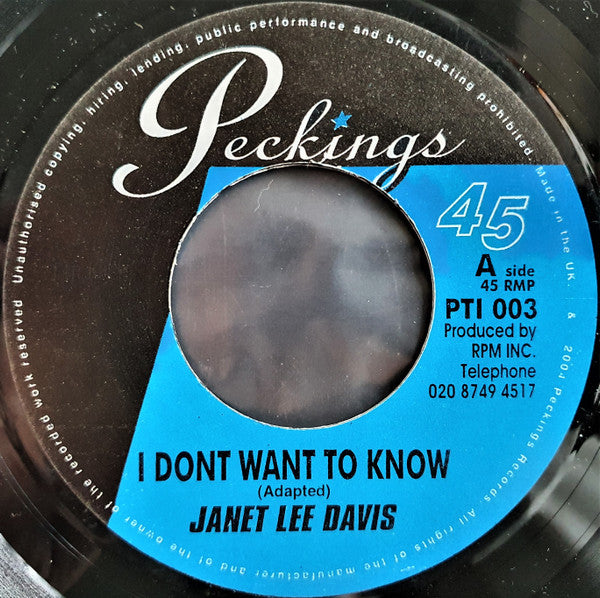 Peckings
45
A side
45 RMP
PTI 003
Produced by
RPM INC.
Telephone
020 8749 4517
I DONT WANT TO KNOW
(Adapted)
JANET LEE DAVIS
& 2004 Peckings Records. All rights of the manufacturer and of the owner of the recorded work reserved Unauthorised copying, hiring, lending, public performance and broadcasting prohibited. Made in the UK.